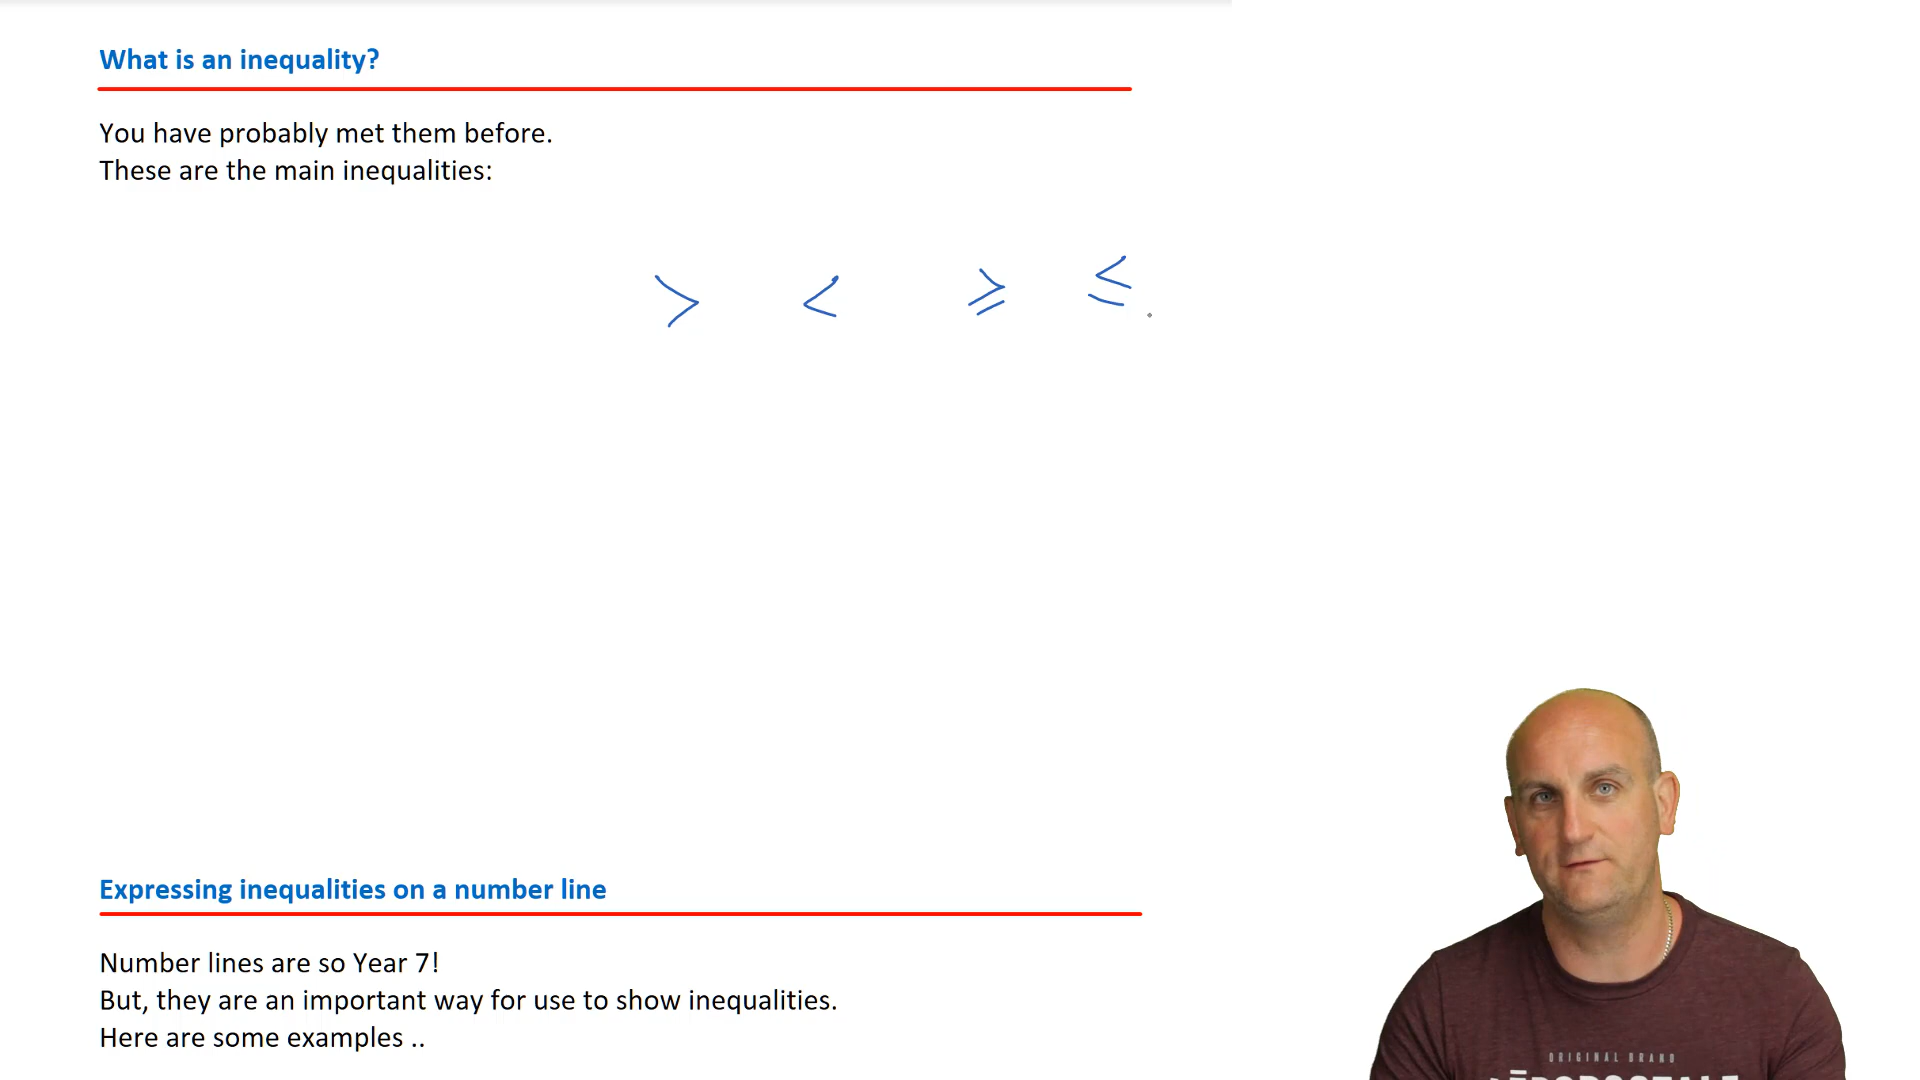 What is an inequality?
You have probably met them before.
These are the main inequalities:
> < ≥ ≤
Expressing inequalities on a number line
Number lines are so Year 7!
But, they are an important way for use to show inequalities.
Here are some examples ..
ORIGINAL BRAND